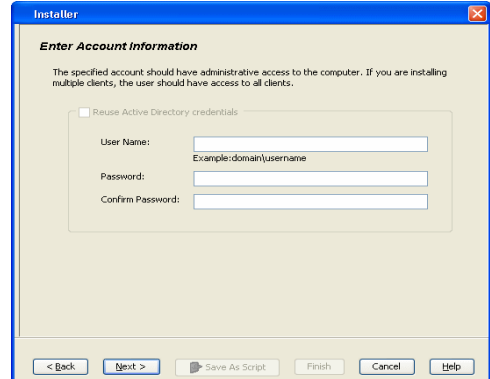 Installer
Enter Account Information
The specified account should have administrative access to the computer. If you are installing
multiple clients, the user should have access to all clients.
Reuse Active Directory credentials
User Name:
Example:domain\username
Password:
Confirm Password:
< Back Next > Save As Script Finish Cancel Help